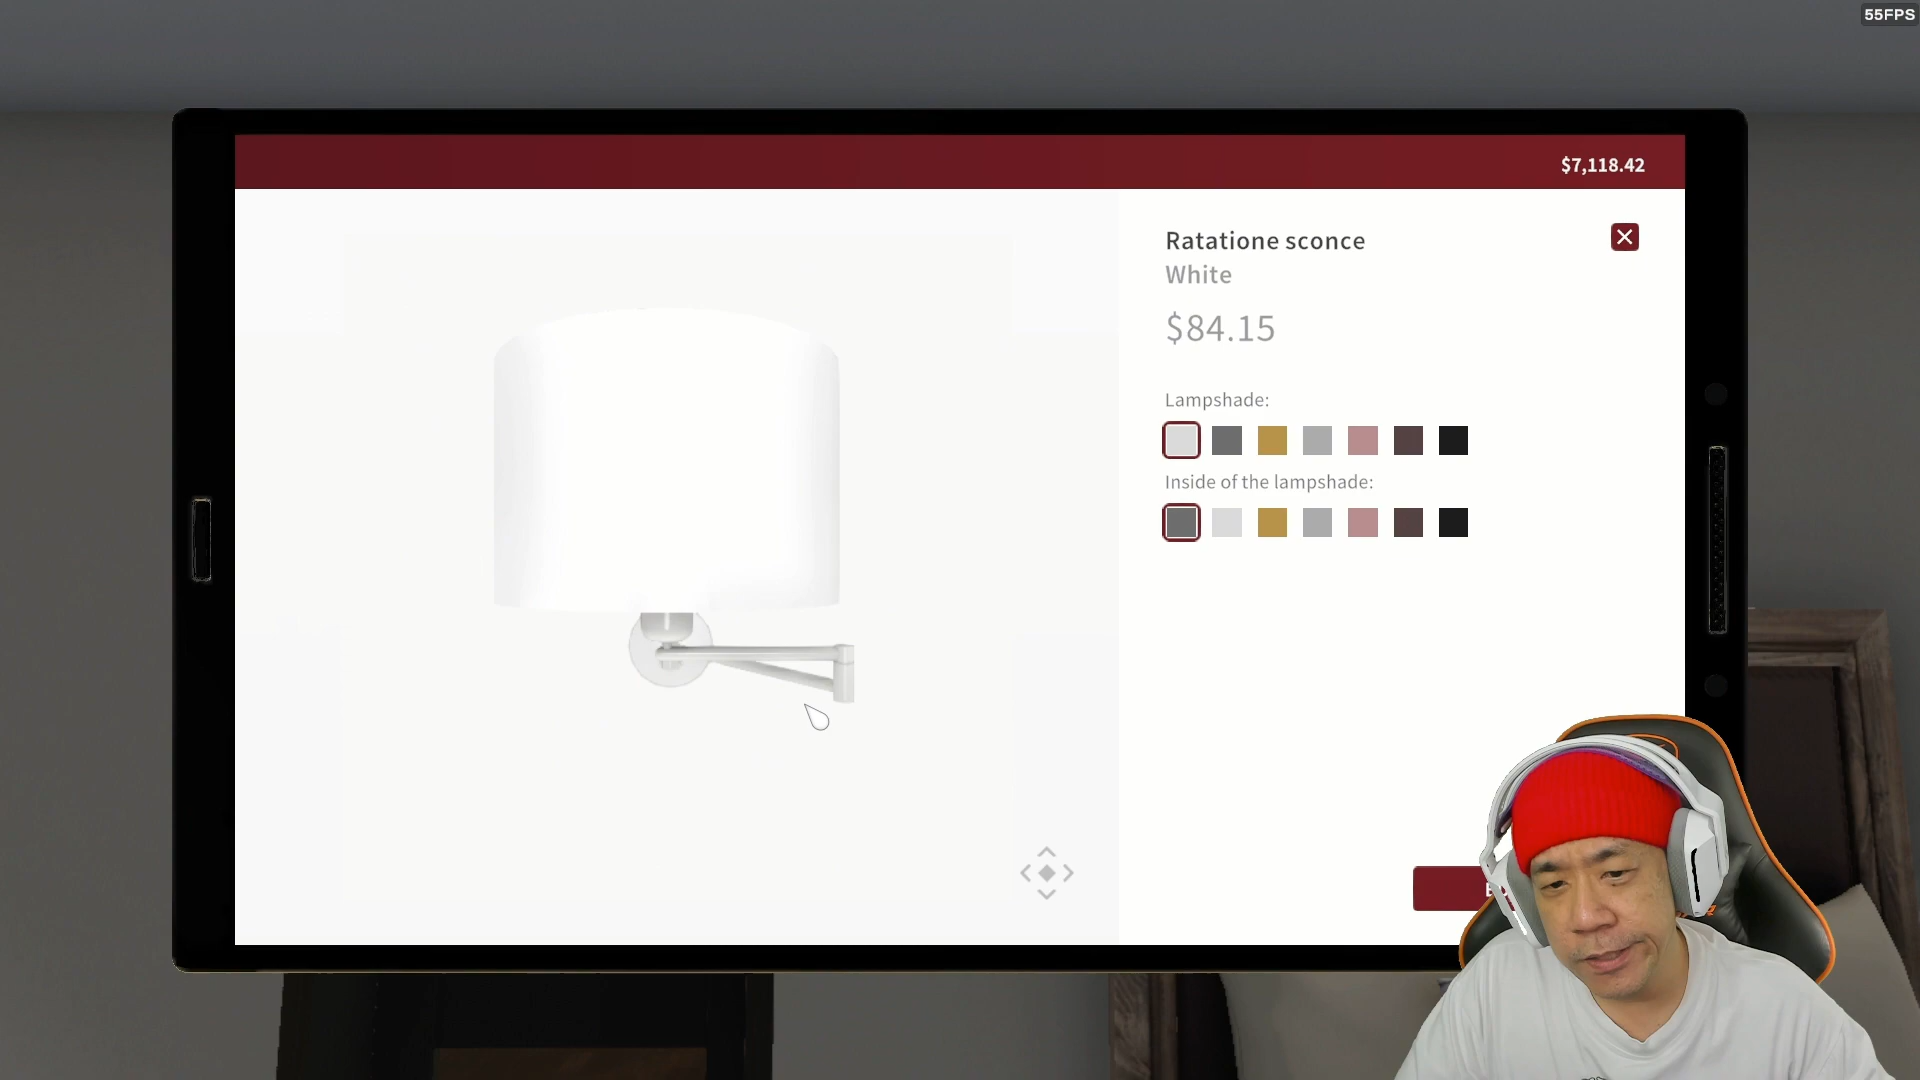 55FPS
$7,118.42
Ratatione sconce
White
$84.15
Lampshade:
Inside of the lampshade: